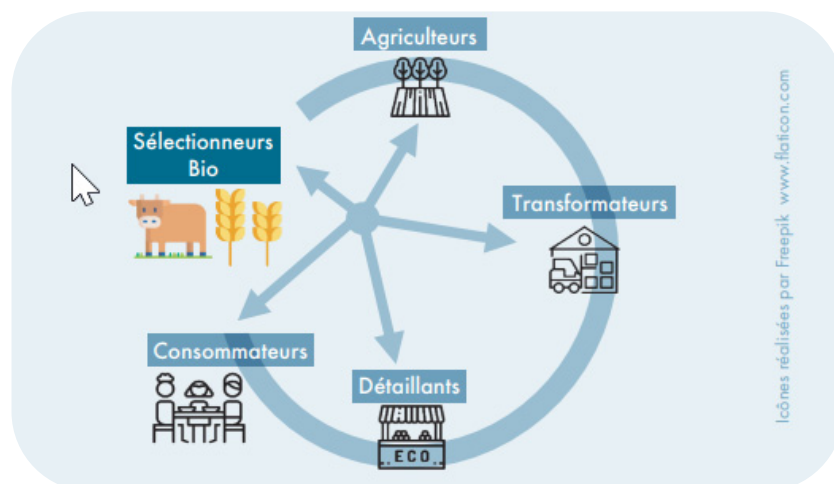 Agriculteurs
Sélectionneurs
Bio
Transformateurs
Consommateurs
Détaillants
ECO
Icônes réalisées par Freepik www.flaticon.com